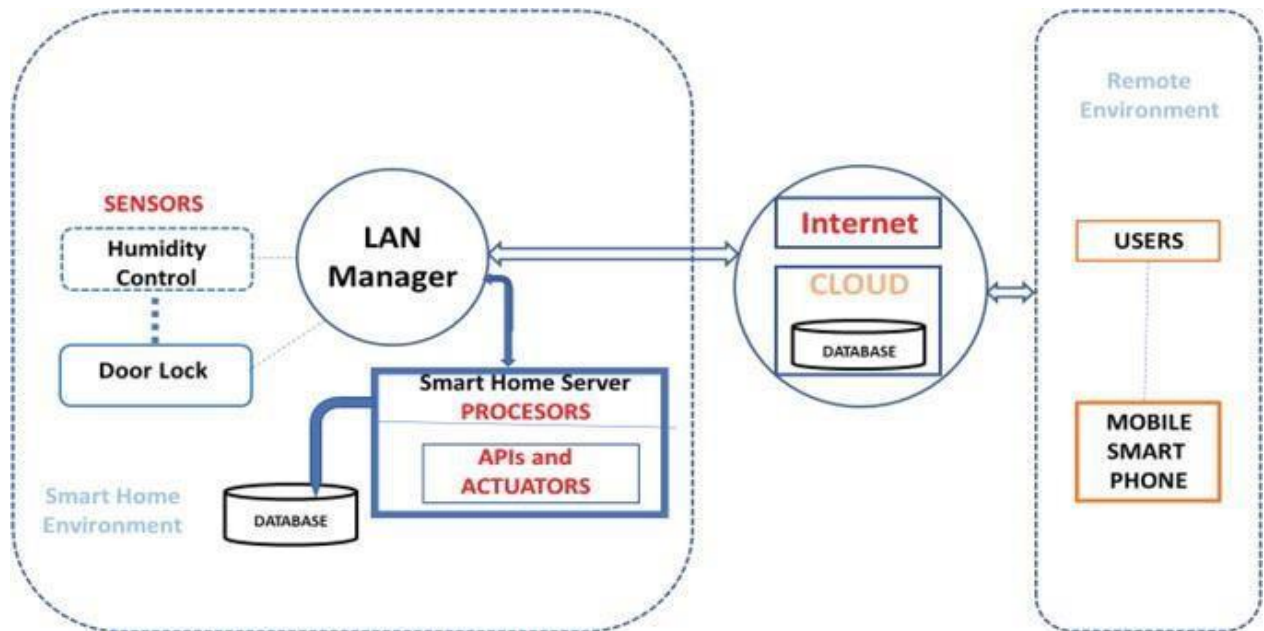 SENSORS
Humidity
Control
Door Lock
LAN
Manager
Smart Home Server
PROCESORS
APIs and
ACTUATORS
DATABASE
Smart Home
Environment
Internet
CLOUD
DATABASE
Remote
Environment
USERS
MOBILE
SMART
PHONE